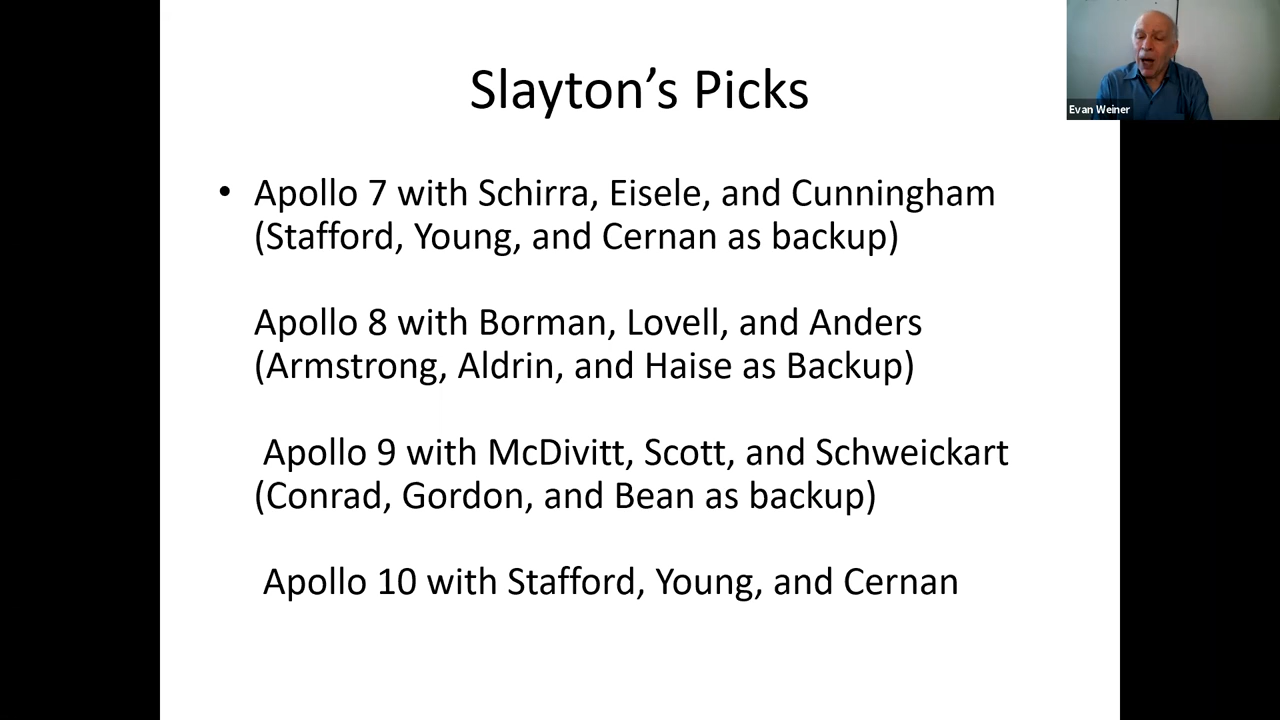 Slayton’s Picks
Evan Weiner
• Apollo 7 with Schirra, Eisele, and Cunningham
(Stafford, Young, and Cernan as backup)
Apollo 8 with Borman, Lovell, and Anders
(Armstrong, Aldrin, and Haise as Backup)
Apollo 9 with McDivitt, Scott, and Schweickart
(Conrad, Gordon, and Bean as backup)
Apollo 10 with Stafford, Young, and Cernan